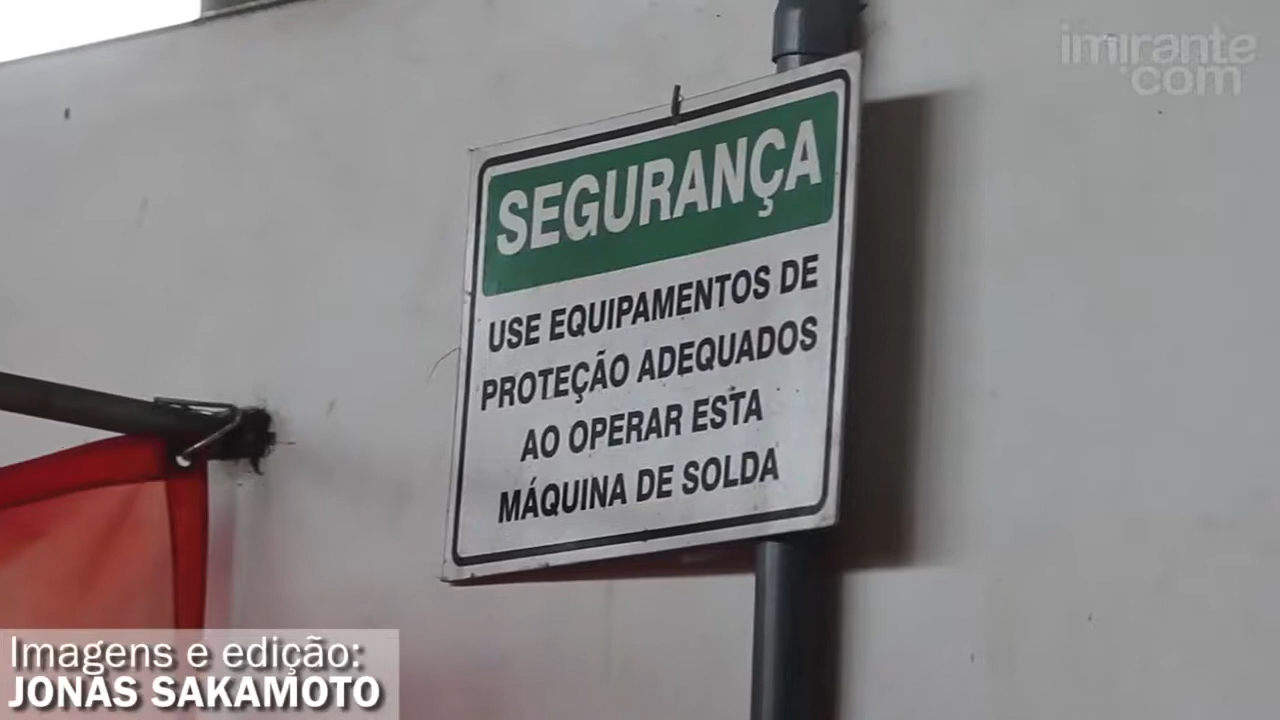 imirante
.com
SEGURANÇA
USE EQUIPAMENTOS DE
PROTEÇÃO ADEQUADOS
AO OPERAR ESTA
MÁQUINA DE SOLDA
Imagens e edição:
JONAS SAKAMOTO